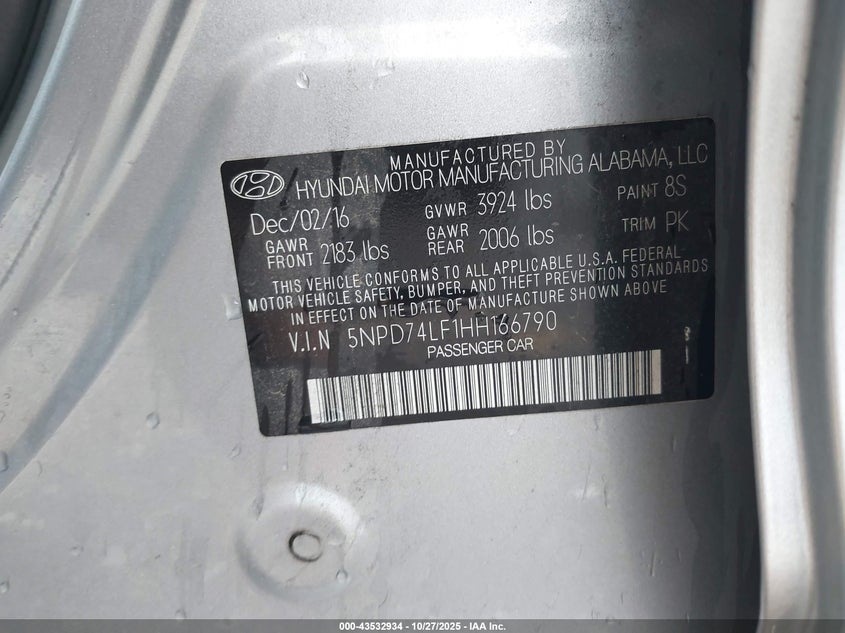 MANUFACTURED BY
HYUNDAI MOTOR MANUFACTURING ALABAMA, LLC
Dec/02/16 GVWR 3924 lbs PAINT 8S
GAWR FRONT 2183 lbs GAWR REAR 2006 lbs TRIM PK
THIS VEHICLE CONFORMS TO ALL APPLICABLE U.S.A. FEDERAL
MOTOR VEHICLE SAFETY, BUMPER, AND THEFT PREVENTION STANDARDS
IN EFFECT ON THE DATE OF MANUFACTURE SHOWN ABOVE
V.I.N 5NPD74LF1HH166790
PASSENGER CAR
000-43532934 - 10/27/2025 - IAA Inc.